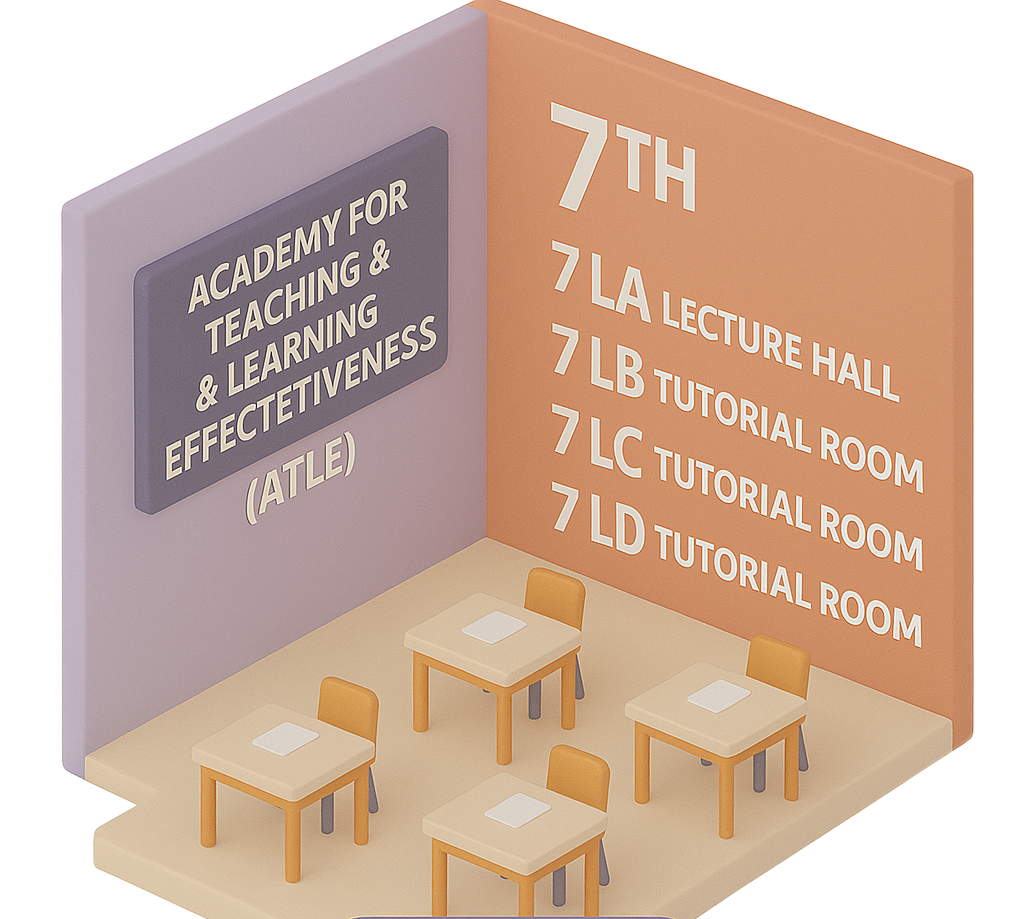 ACADEMY FOR
TEACHING &
& LEARNING
EFFECTETIVENESS
(ATLE)
7TH
7 LA LECTURE HALL
7 LB TUTORIAL ROOM
7 LC TUTORIAL ROOM
7 LD TUTORIAL ROOM